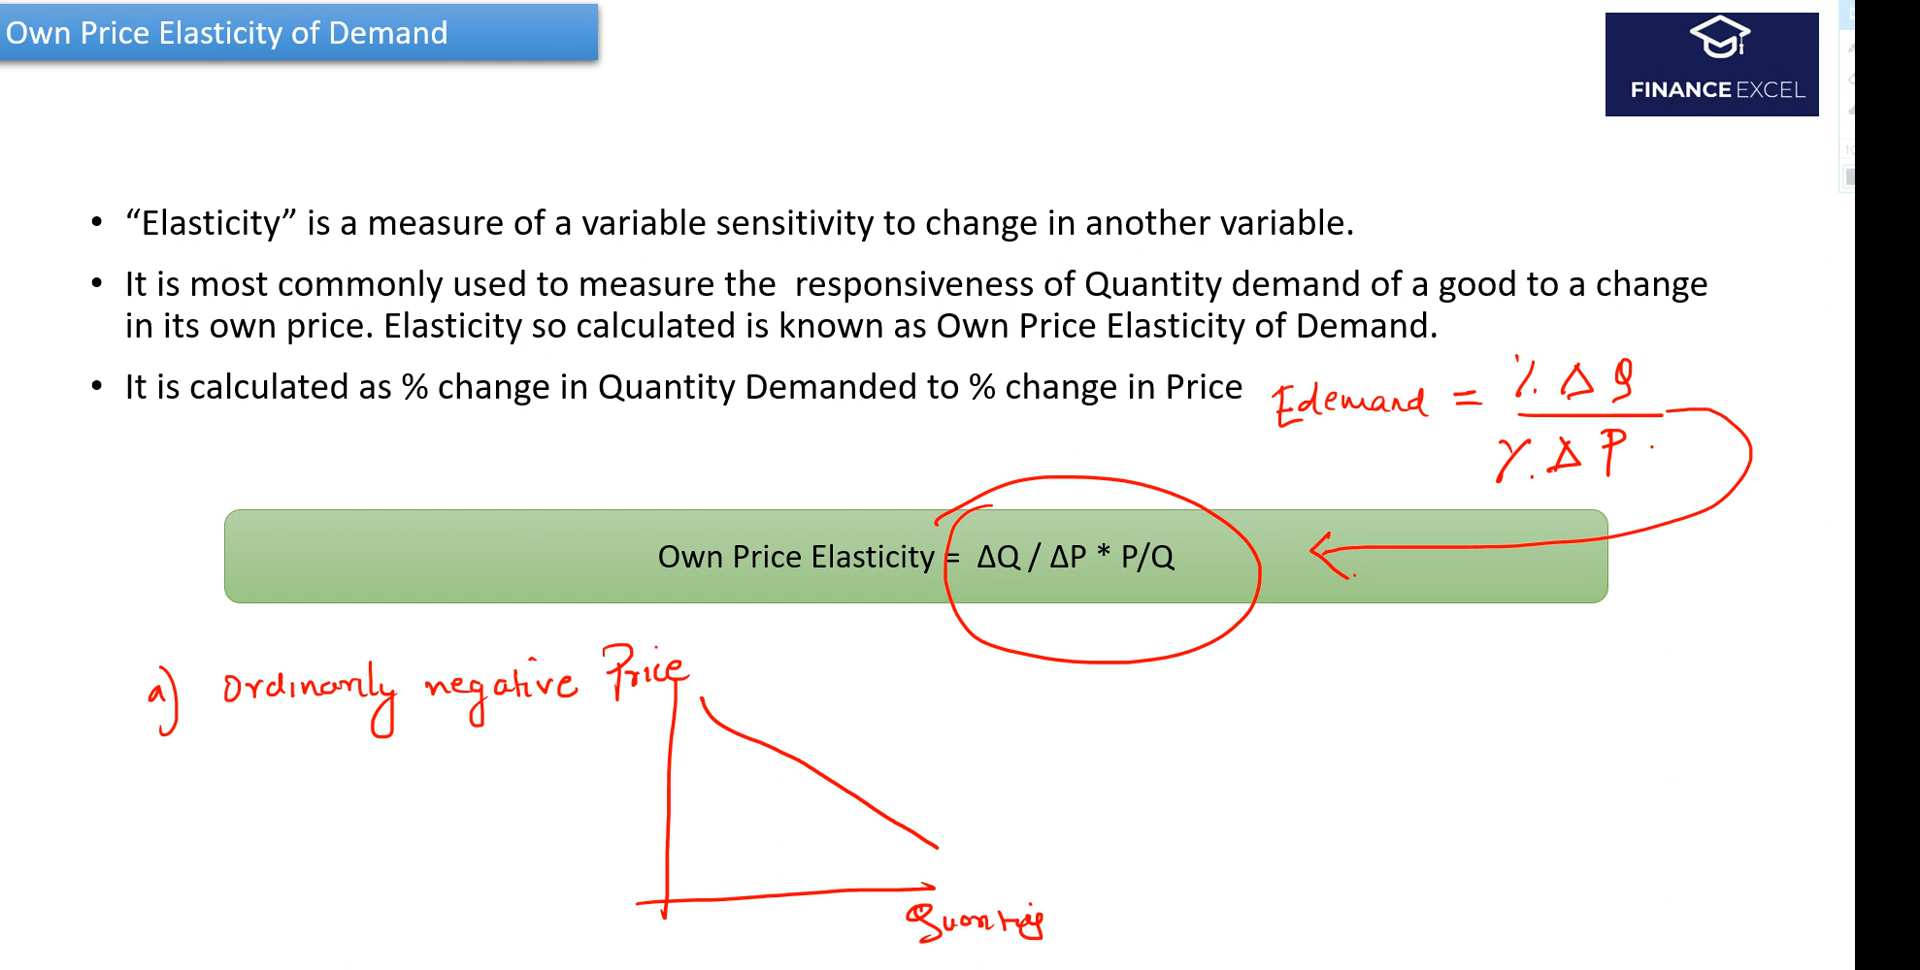 Own Price Elasticity of Demand
FINANCE EXCEL
• “Elasticity” is a measure of a variable sensitivity to change in another variable.
• It is most commonly used to measure the responsiveness of Quantity demand of a good to a change
in its own price. Elasticity so calculated is known as Own Price Elasticity of Demand.
• It is calculated as % change in Quantity Demanded to % change in Price
Edemand = % Δ Q
% Δ P
Own Price Elasticity = ΔQ / ΔP * P/Q
a) Ordinarily negative
Price
Quantity